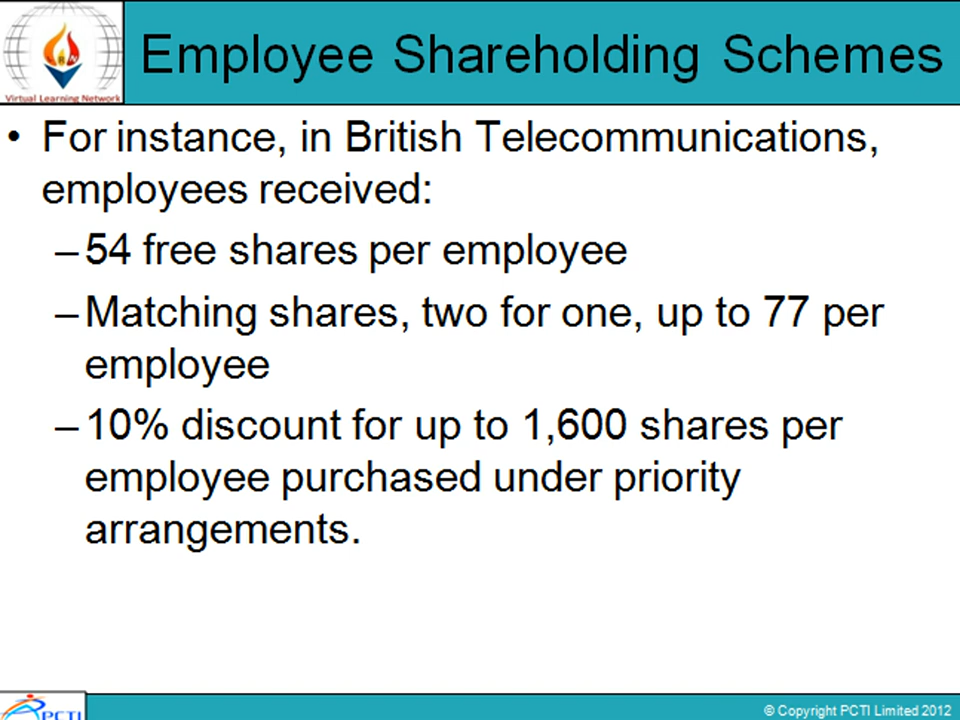 Employee Shareholding Schemes
Virtual Learning Network
• For instance, in British Telecommunications,
employees received:
–54 free shares per employee
–Matching shares, two for one, up to 77 per
employee
–10% discount for up to 1,600 shares per
employee purchased under priority
arrangements.
PCTI
© Copyright PCTI Limited 2012